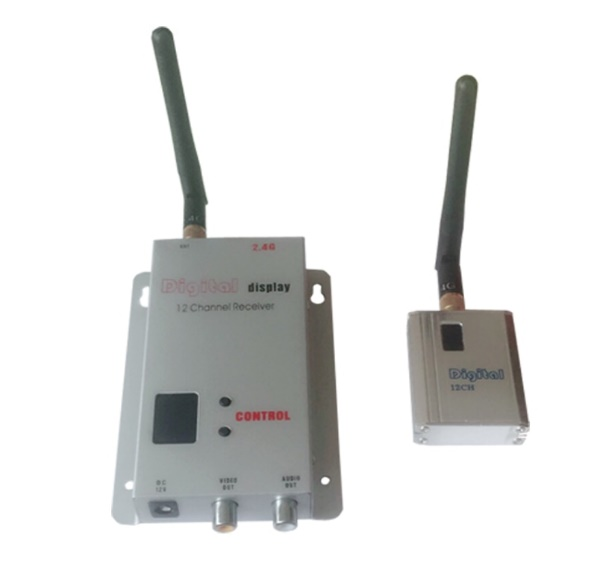 2.4G
Digital display
12 Channel Receiver
CONTROL
DC
12V
VIDEO
OUT
AUDIO
OUT
Digital
12CH